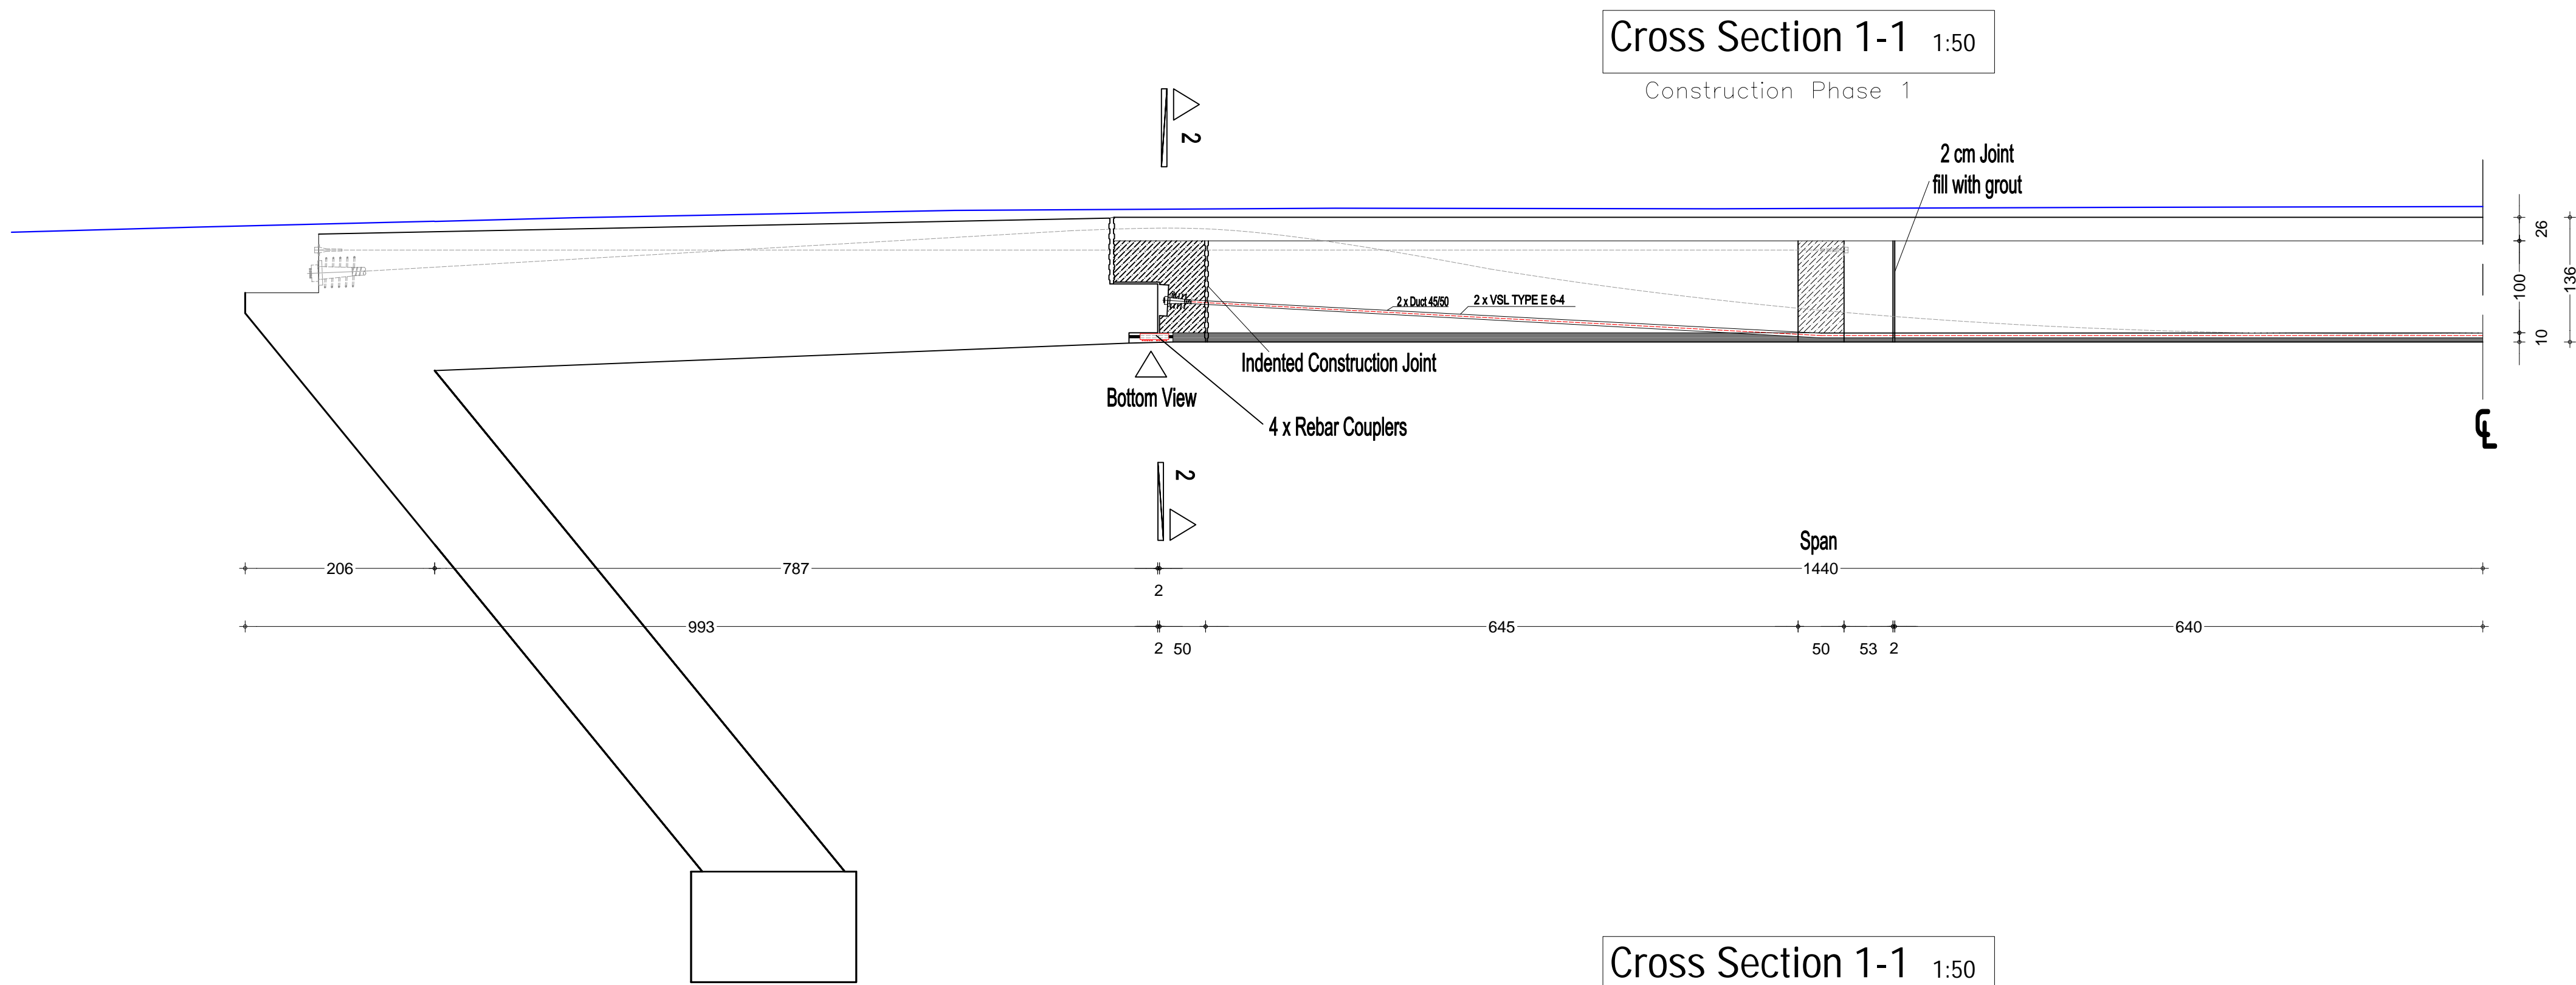 Cross Section 1-1 1:50
Construction Phase 1
2
2 cm Joint
fill with grout
26
100
136
10
2 x Duct 45/50
2 x VSL TYPE E 6-4
Indented Construction Joint
Bottom View
4 x Rebar Couplers
CL
2
Span
206
787
1440
2
993
645
640
2
50
50
53
2
Cross Section 1-1 1:50